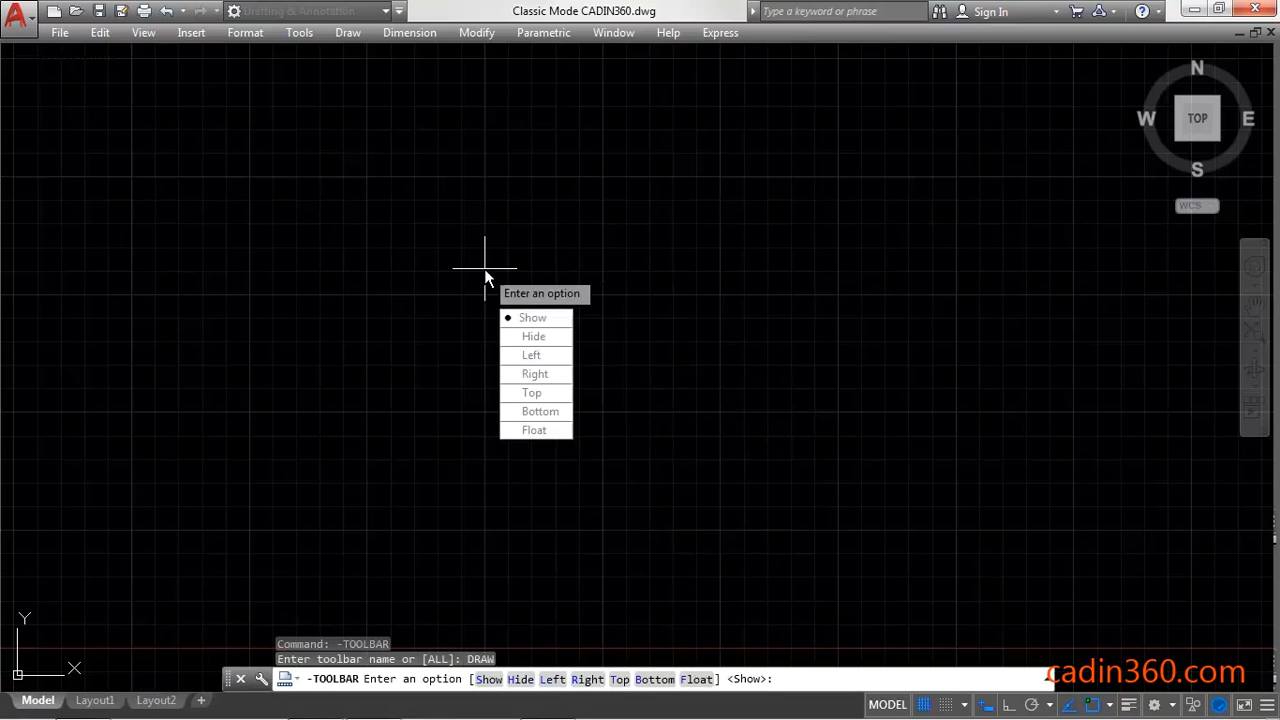 Drafting & Annotation
Classic Mode CADIN360.dwg
Type a keyword or phrase
Sign In
File Edit View Insert Format Tools Draw Dimension Modify Parametric Window Help Express
N
W TOP E
S
WCS
Enter an option
Show
Hide
Left
Right
Top
Bottom
Float
Y
X
Command: -TOOLBAR
Enter toolbar name or [ALL]: DRAW
-TOOLBAR Enter an option [Show Hide Left Right Top Bottom Float] <Show>:
cadin360.com
Model Layout1 Layout2 +
MODEL